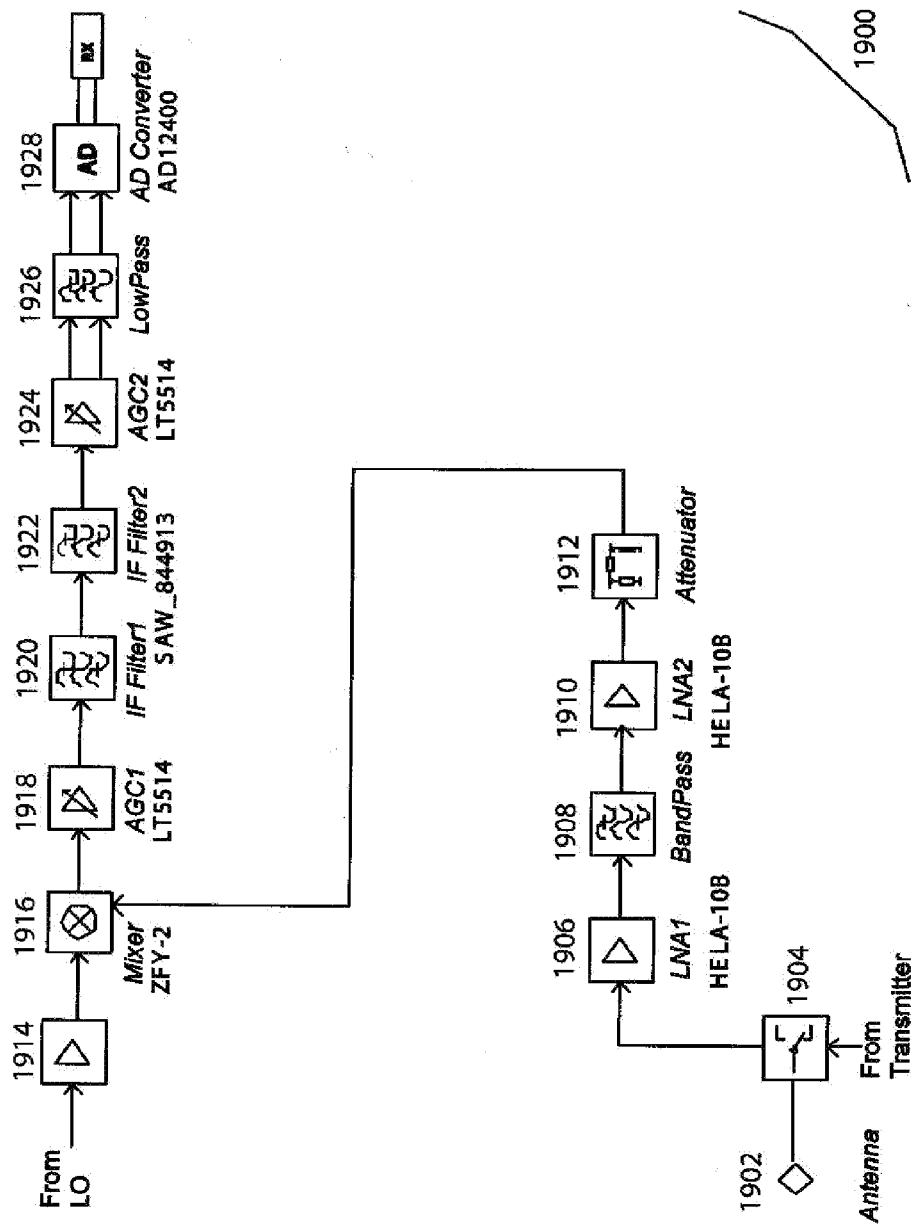 From
LO
1914
1916
Mixer
ZFY-2
1918
AGC1
LT5514
1920
IF Filter1
1922
IF Filter2
SAW_844913
1924
AGC2
LT5514
1926
LowPass
1928
AD
AD Converter
AD12400
RX
1902
Antenna
1904
From
Transmitter
1906
LNA1
HELA-10B
1908
BandPass
1910
LNA2
HELA-10B
1912
Attenuator
1900